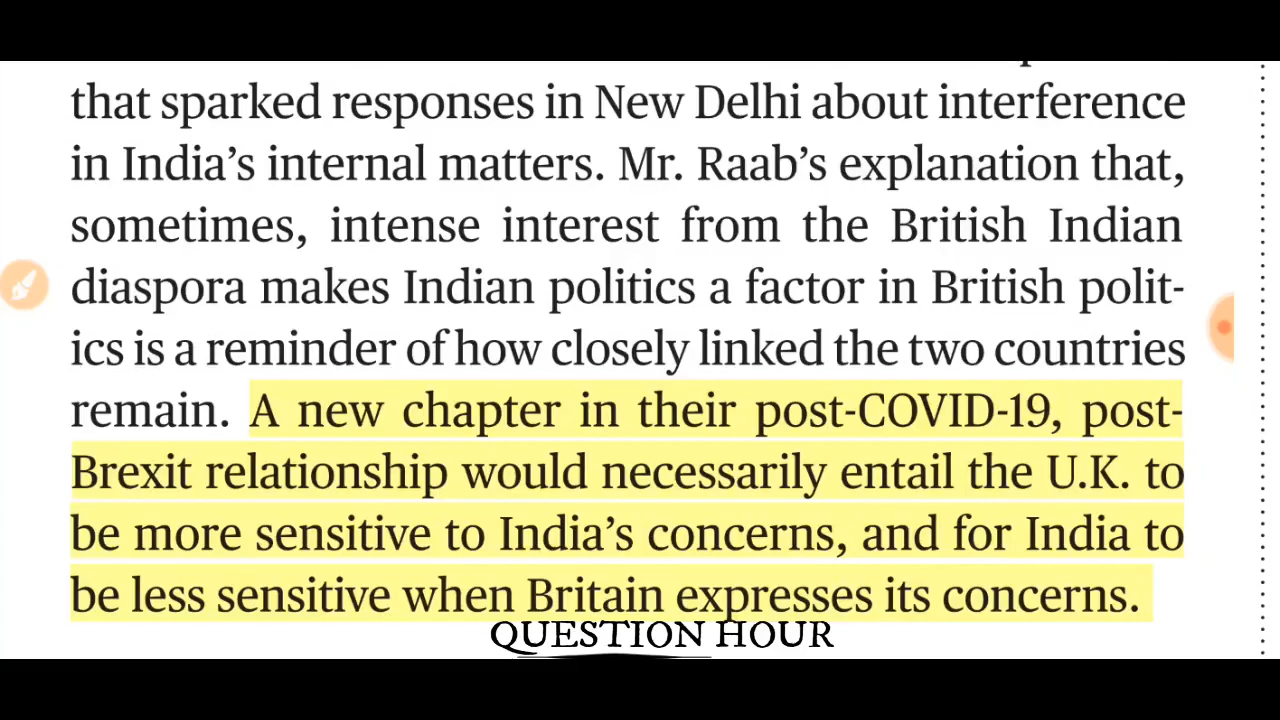 that sparked responses in New Delhi about interference
in India’s internal matters. Mr. Raab’s explanation that,
sometimes, intense interest from the British Indian
diaspora makes Indian politics a factor in British polit-
ics is a reminder of how closely linked the two countries
remain. A new chapter in their post-COVID-19, post-
Brexit relationship would necessarily entail the U.K. to
be more sensitive to India’s concerns, and for India to
be less sensitive when Britain expresses its concerns.
QUESTION HOUR